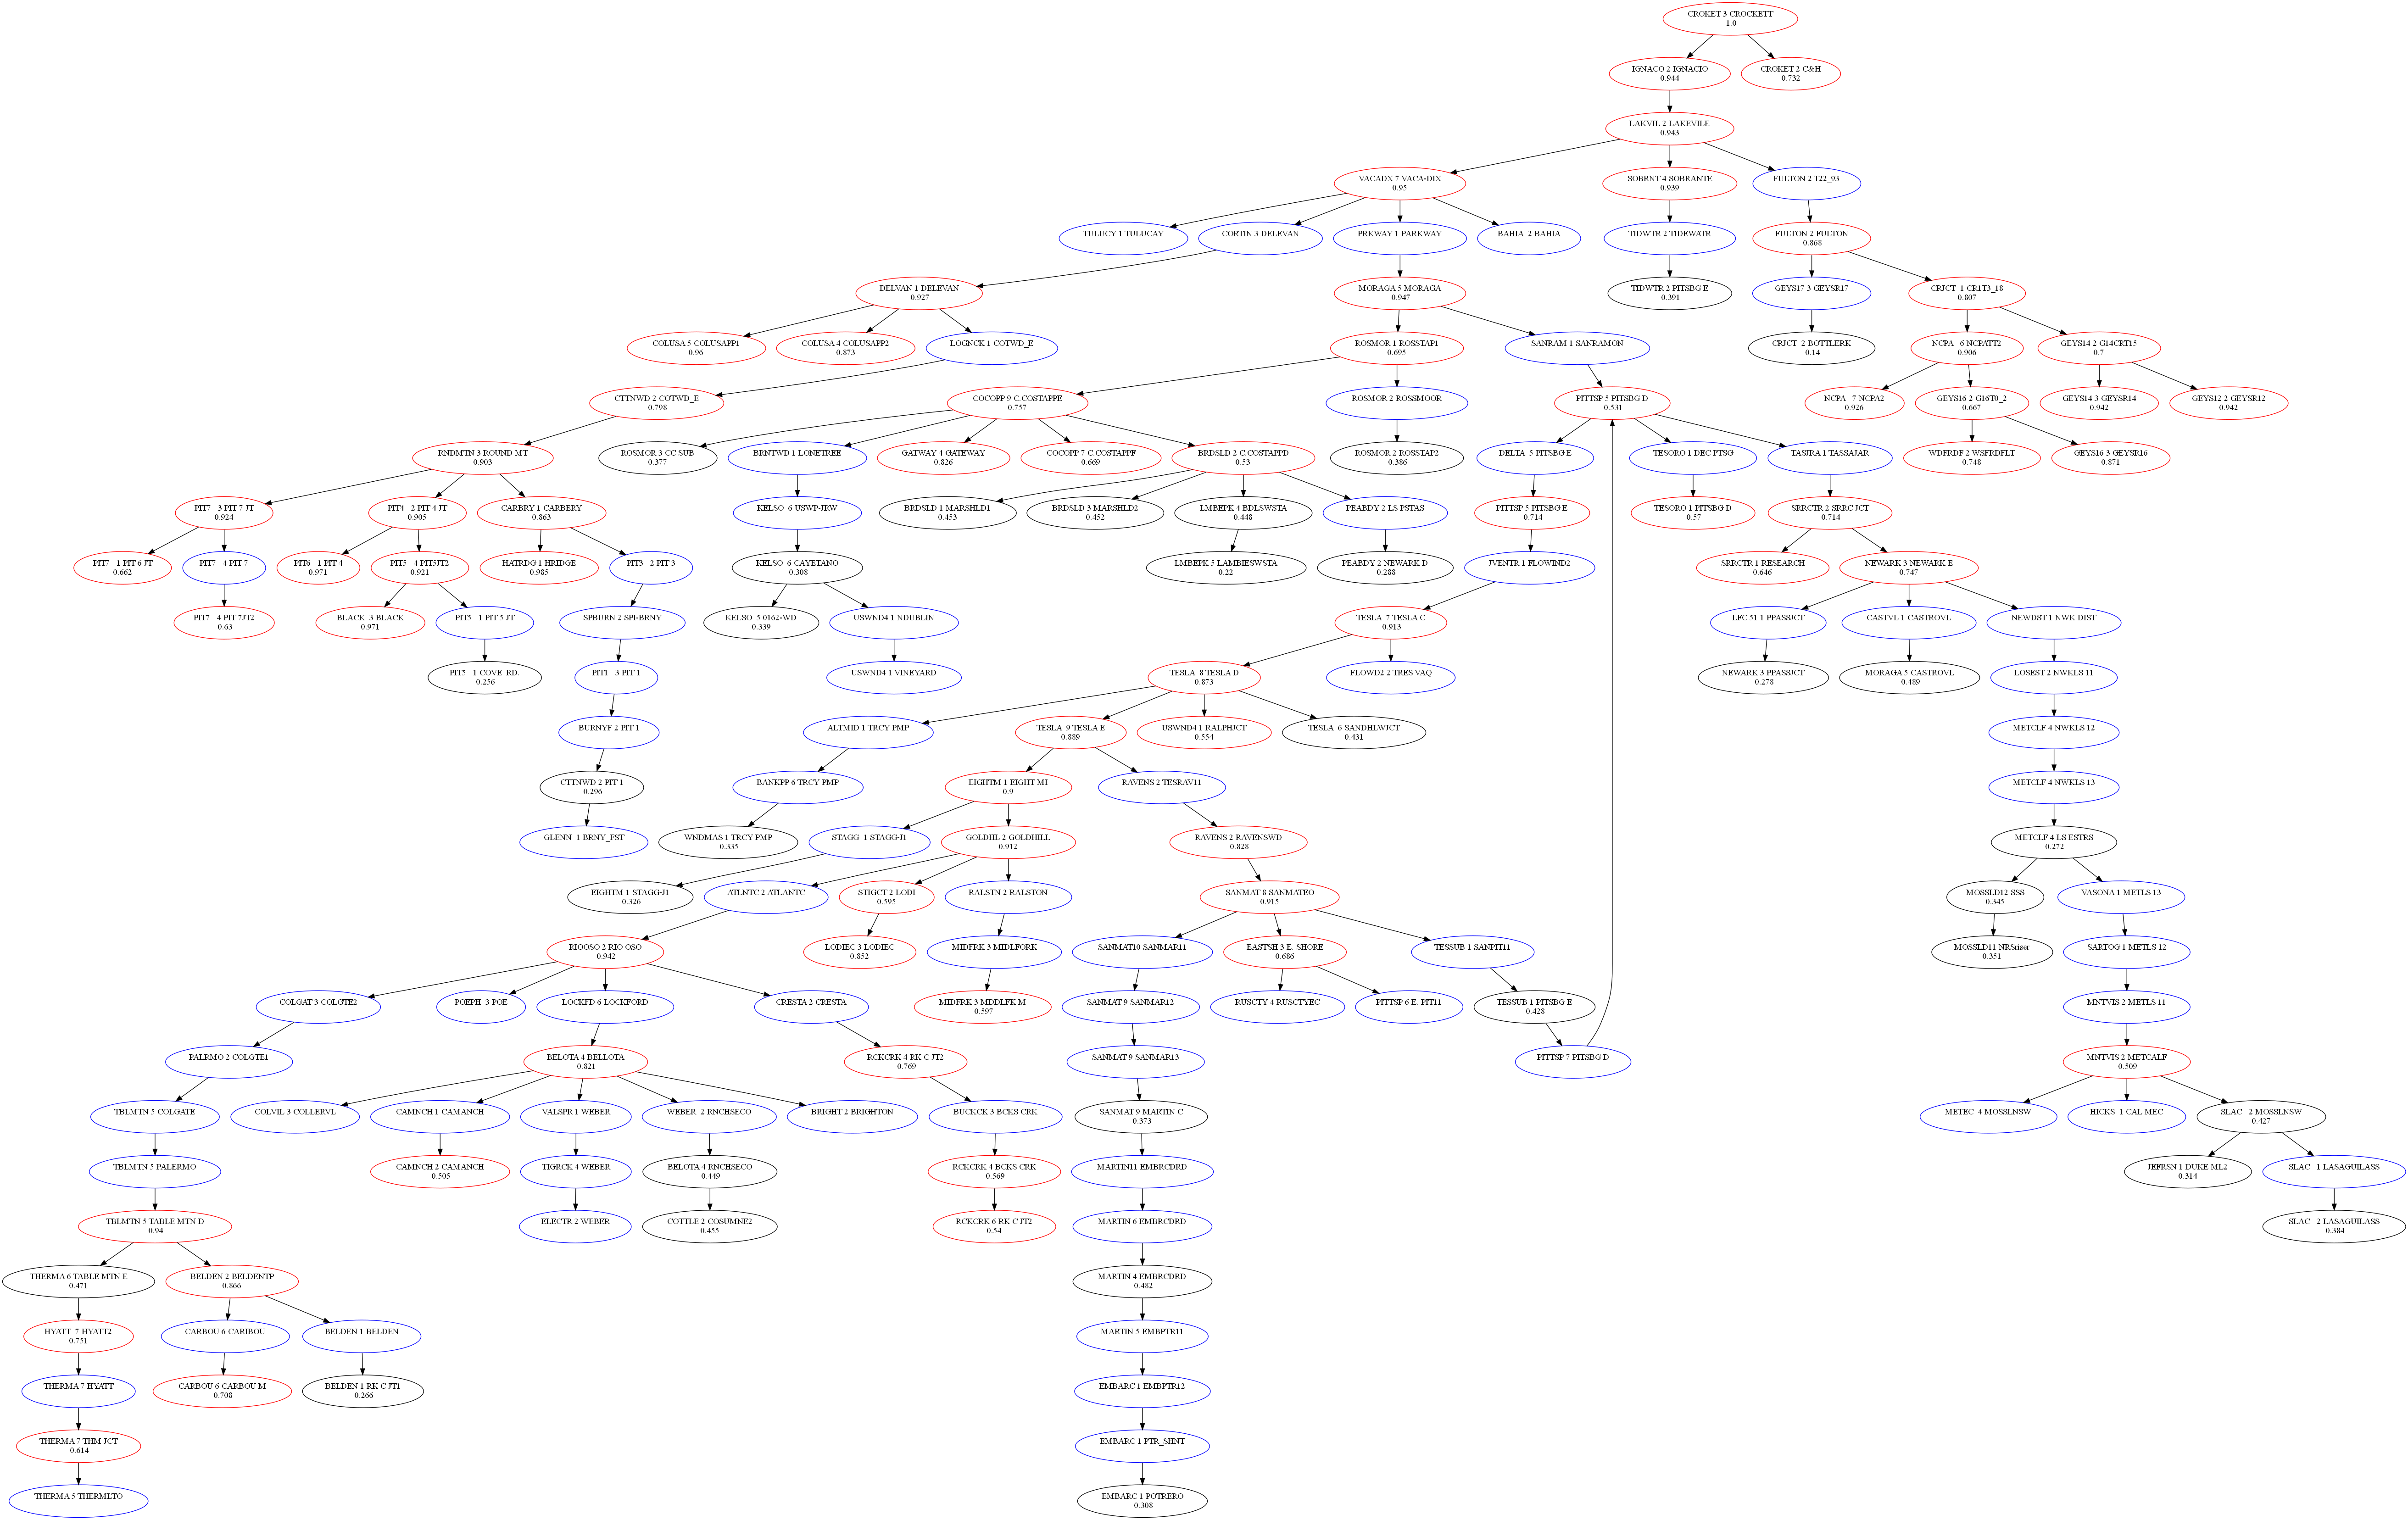 CROKET 3 CROCKETT
1.0
IGNACO 2 IGNACIO
0.944
CROKET 2 C&H
0.732
LAKVIL 2 LAKEVILE
0.943
VACADX 7 VACA-DIX
0.95
SOBRNT 4 SOBRANTE
0.939
FULTON 2 T22_93
TULUCY 1 TULUCAY
CORTIN 3 DELEVAN
PRKWAY 1 PARKWAY
BAHIA 2 BAHIA
TIDWTR 2 TIDEWATR
FULTON 2 FULTON
0.868
DELVAN 1 DELEVAN
0.927
MORAGA 5 MORAGA
0.947
TIDWTR 2 PITSBG E
0.391
GEYS17 3 GEYSR17
CRJCT 1 CR1T3_18
0.807
COLUSA 5 COLUSAPP1
0.96
COLUSA 4 COLUSAPP2
0.873
LOGNCK 1 COTWD_E
ROSMOR 1 ROSSTAP1
0.695
SANRAM 1 SANRAMON
CRJCT 2 BOTTLERK
0.14
NCPA 6 NCPATT2
0.906
GEYS14 2 G14CRT15
0.7
CTTNWD 2 COTWD_E
0.798
COCOPP 9 C.COSTAPPE
0.757
ROSMOR 2 ROSSMOOR
PITTSP 5 PITSBG D
0.531
NCPA 7 NCPA2
0.926
GEYS16 2 G16T0_2
0.667
GEYS14 3 GEYSR14
0.942
GEYS12 2 GEYSR12
0.942
RNDMTN 3 ROUND MT
0.903
ROSMOR 3 CC SUB
0.377
BRNTWD 1 LONETREE
GATWAY 4 GATEWAY
0.826
COCOPP 7 C.COSTAPPF
0.669
BRDSLD 2 C.COSTAPPD
0.53
ROSMOR 2 ROSSTAP2
0.386
DELTA 5 PITSBG E
TESORO 1 DEC PTSG
TASJRA 1 TASSAJAR
WDFRDF 2 WSFRDFLT
0.748
GEYS16 3 GEYSR16
0.871
PIT7 3 PIT 7 JT
0.924
PIT4 2 PIT 4 JT
0.905
CARBRY 1 CARBERY
0.863
KELSO 6 USWP-JRW
BRDSLD 1 MARSHLD1
0.453
BRDSLD 3 MARSHLD2
0.452
LMBEPK 4 BDLSWSTA
0.448
PEABDY 2 LS PSTAS
PITTSP 5 PITSBG E
0.714
TESORO 1 PITSBG D
0.57
SRRCTR 2 SRRC JCT
0.714
PIT7 1 PIT 6 JT
0.662
PIT7 4 PIT 7
PIT6 1 PIT 4
0.971
PIT5 4 PIT5JT2
0.921
HATRDG 1 HRIDGE
0.985
PIT3 2 PIT 3
KELSO 6 CAYETANO
0.308
LMBEPK 5 LAMBIESWSTA
0.22
PEABDY 2 NEWARK D
0.288
JVENTR 1 FLOWIND2
SRRCTR 1 RESEARCH
0.646
NEWARK 3 NEWARK E
0.747
PIT7 4 PIT 7JT2
0.63
BLACK 3 BLACK
0.971
PIT5 1 PIT 5 JT
SPBURN 2 SPI-BRNY
KELSO 5 0162-WD
0.339
USWND4 1 NDUBLIN
TESLA 7 TESLA C
0.913
LFC 51 1 PPASSJCT
CASTVL 1 CASTROVL
NEWDST 1 NWK DIST
PIT5 1 COVE_RD.
0.256
PIT1 3 PIT 1
USWND4 1 VINEYARD
TESLA 8 TESLA D
0.873
FLOWD2 2 TRES VAQ
NEWARK 3 PPASSJCT
0.278
MORAGA 5 CASTROVL
0.489
LOSEST 2 NWKLS 11
BURNYF 2 PIT 1
ALTMID 1 TRCY PMP
TESLA 9 TESLA E
0.889
USWND4 1 RALPHJCT
0.554
TESLA 6 SANDHLWJCT
0.431
METCLF 4 NWKLS 12
CTTNWD 2 PIT 1
0.296
BANKPP 6 TRCY PMP
EIGHTM 1 EIGHT MI
0.9
RAVENS 2 TESRAV11
METCLF 4 NWKLS 13
GLENN 1 BRNY_FST
WNDMAS 1 TRCY PMP
0.335
STAGG 1 STAGG-J1
GOLDHL 2 GOLDHILL
0.912
RAVENS 2 RAVENSWD
0.828
METCLF 4 LS ESTRS
0.272
EIGHTM 1 STAGG-J1
0.326
ATLNTC 2 ATLANTC
STIGCT 2 LODI
0.595
RALSTN 2 RALSTON
SANMAT 8 SANMATEO
0.915
MOSSLD12 SSS
0.345
VASONA 1 METLS 13
RIOOSO 2 RIO OSO
0.942
LODIEC 3 LODIEC
0.852
MIDFRK 3 MIDLFORK
SANMAT10 SANMAR11
EASTSH 3 E. SHORE
0.686
TESSUB 1 SANPIT11
MOSSLD11 NRSriser
0.351
SARTOG 1 METLS 12
COLGAT 3 COLGTE2
POEPH 3 POE
LOCKFD 6 LOCKFORD
CRESTA 2 CRESTA
MIDFRK 3 MDDLFK M
0.597
SANMAT 9 SANMAR12
RUSCTY 4 RUSCTYEC
PITTSP 6 E. PIT11
TESSUB 1 PITSBG E
0.428
MNTVIS 2 METLS 11
PALRMO 2 COLGTE1
BELOTA 4 BELLOTA
0.821
RCKCRK 4 RK C JT2
0.769
SANMAT 9 SANMAR13
PITTSP 7 PITSBG D
MNTVIS 2 METCALF
0.509
TBLMTN 5 COLGATE
COLVIL 3 COLLERVL
CAMNCH 1 CAMANCH
VALSPR 1 WEBER
WEBER 2 RNCHSECO
BRIGHT 2 BRIGHTON
BUCKCK 3 BCKS CRK
SANMAT 9 MARTIN C
0.373
METEC 4 MOSSLNSW
HICKS 1 CAL MEC
SLAC 2 MOSSLNSW
0.427
TBLMTN 5 PALERMO
CAMNCH 2 CAMANCH
0.505
TIGRCK 4 WEBER
BELOTA 4 RNCHSECO
0.449
RCKCRK 4 BCKS CRK
0.569
MARTIN11 EMBRCDRD
JEFRSN 1 DUKE ML2
0.314
SLAC 1 LASAGUILASS
TBLMTN 5 TABLE MTN D
0.94
ELECTR 2 WEBER
COTTLE 2 COSUMNE2
0.455
RCKCRK 6 RK C JT2
0.54
MARTIN 6 EMBRCDRD
SLAC 2 LASAGUILASS
0.384
THERMA 6 TABLE MTN E
0.471
BELDEN 2 BELDENTP
0.866
MARTIN 4 EMBRCDRD
0.482
HYATT 7 HYATT2
0.751
CARBOU 6 CARIBOU
BELDEN 1 BELDEN
MARTIN 5 EMBPTR11
THERMA 7 HYATT
CARBOU 6 CARBOU M
0.708
BELDEN 1 RK C JT1
0.266
EMBARC 1 EMBPTR12
THERMA 7 THM JCT
0.614
EMBARC 1 PTR_SHNT
THERMA 5 THERMLTO
EMBARC 1 POTRERO
0.308